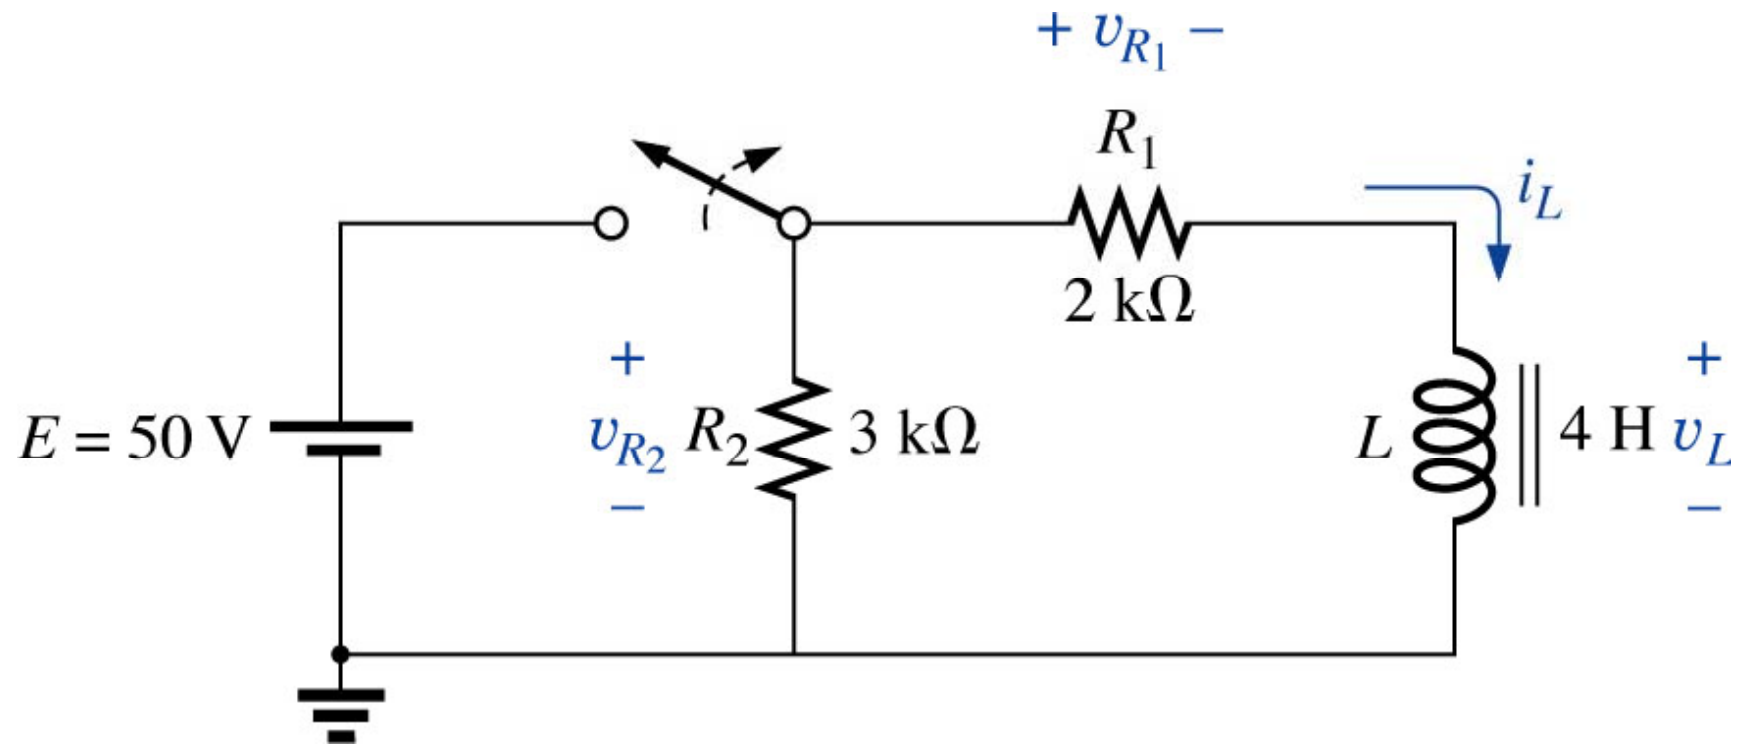 + v_R₁ −
R₁
2 kΩ
i_L
E = 50 V
+
v_R₂
−
R₂
3 kΩ
L
4 H
+
v_L
−